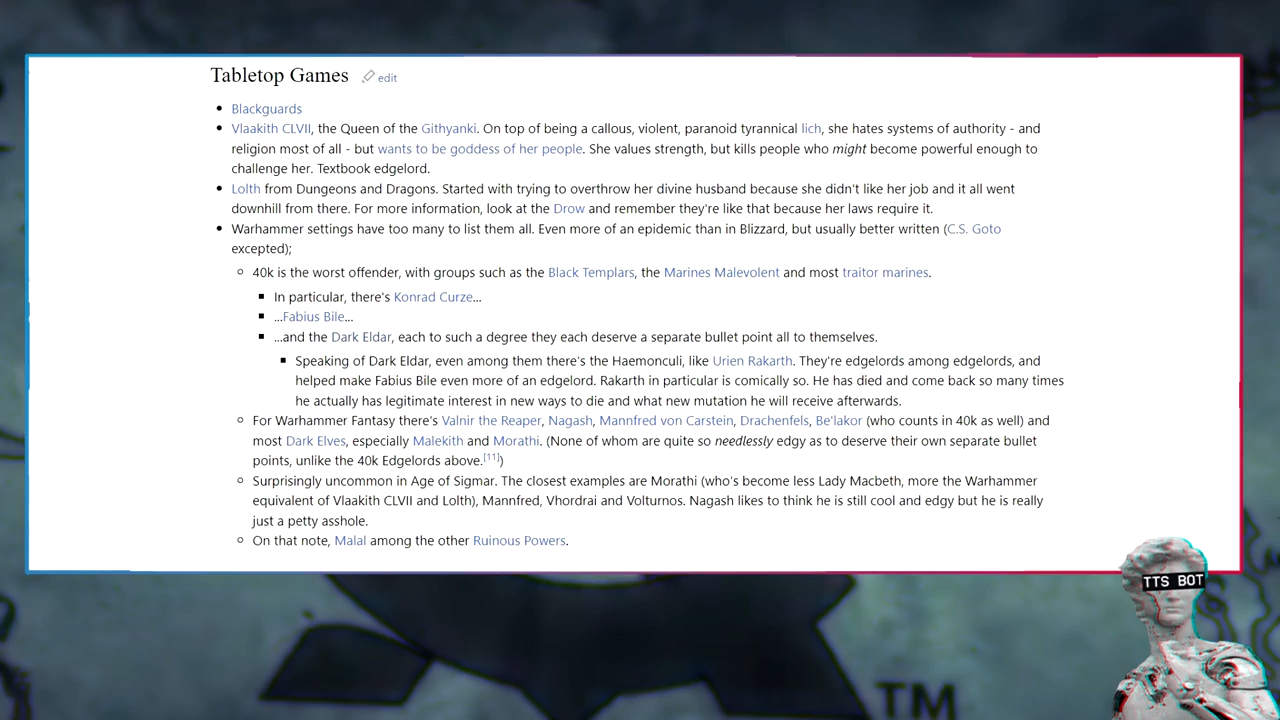 Tabletop Games edit
Blackguards
Vlaakith CLVII, the Queen of the Githyanki. On top of being a callous, violent, paranoid tyrannical lich, she hates systems of authority - and
religion most of all - but wants to be goddess of her people. She values strength, but kills people who might become powerful enough to
challenge her. Textbook edgelord.
Lolth from Dungeons and Dragons. Started with trying to overthrow her divine husband because she didn't like her job and it all went
downhill from there. For more information, look at the Drow and remember they're like that because her laws require it.
Warhammer settings have too many to list them all. Even more of an epidemic than in Blizzard, but usually better written (C.S. Goto
excepted);
40k is the worst offender, with groups such as the Black Templars, the Marines Malevolent and most traitor marines.
In particular, there's Konrad Curze...
...Fabius Bile...
...and the Dark Eldar, each to such a degree they each deserve a separate bullet point all to themselves.
Speaking of Dark Eldar, even among them there's the Haemonculi, like Urien Rakarth. They're edgelords among edgelords, and
helped make Fabius Bile even more of an edgelord. Rakarth in particular is comically so. He has died and come back so many times
he actually has legitimate interest in new ways to die and what new mutation he will receive afterwards.
For Warhammer Fantasy there's Valnir the Reaper, Nagash, Mannfred von Carstein, Drachenfels, Be'lakor (who counts in 40k as well) and
most Dark Elves, especially Malekith and Morathi. (None of whom are quite so needlessly edgy as to deserve their own separate bullet
points, unlike the 40k Edgelords above.[11])
Surprisingly uncommon in Age of Sigmar. The closest examples are Morathi (who's become less Lady Macbeth, more the Warhammer
equivalent of Vlaakith CLVII and Lolth), Mannfred, Vhordrai and Volturnos. Nagash likes to think he is still cool and edgy but he is really
just a petty asshole.
On that note, Malal among the other Ruinous Powers.
TTS BOT
TM